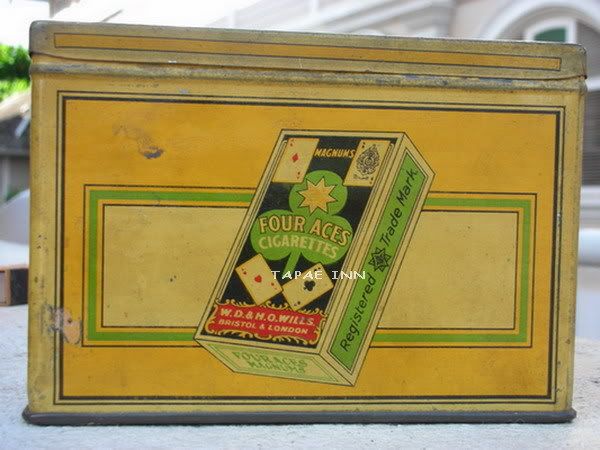 MAGNUMS
FOUR ACES
CIGARETTES
TAPAE INN
W.D.& H.O.WILLS.
BRISTOL & LONDON
FOUR ACES
MAGNUMS
Registered Trade Mark